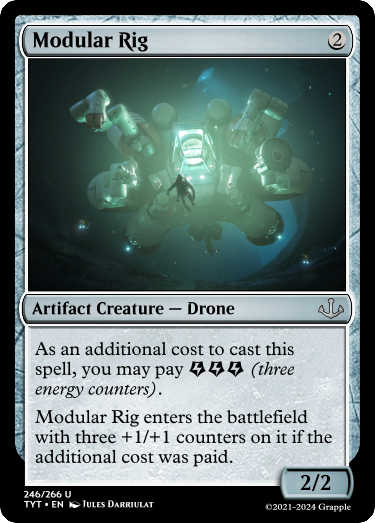 Modular Rig
2
Artifact Creature — Drone
As an additional cost to cast this
spell, you may pay (three
energy counters).
Modular Rig enters the battlefield
with three +1/+1 counters on it if the
additional cost was paid.
2/2
246/266 U
TYT • EN Jules Darriulat
©2021-2024 Grapple